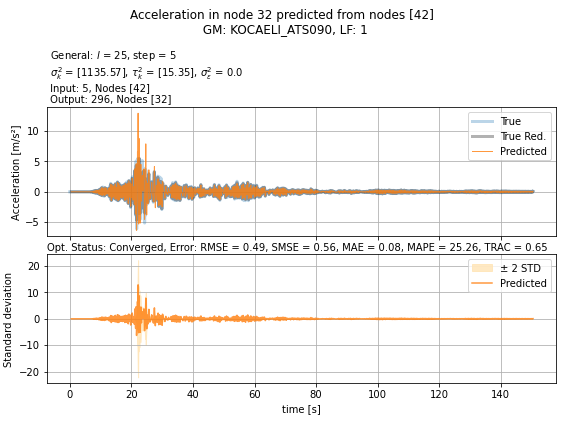 Acceleration in node 32 predicted from nodes [42]
GM: KOCAELI_ATS090, LF: 1
General: l = 25, step = 5
σ²ₖ = [1135.57], τ²ₖ = [15.35], σ²ε = 0.0
Input: 5, Nodes [42]
Output: 296, Nodes [32]
Acceleration [m/s²]
10
5
0
−5
True
True Red.
Predicted
Opt. Status: Converged, Error: RMSE = 0.49, SMSE = 0.56, MAE = 0.08, MAPE = 25.26, TRAC = 0.65
Standard deviation
20
10
0
−10
−20
± 2 STD
Predicted
0 20 40 60 80 100 120 140
time [s]